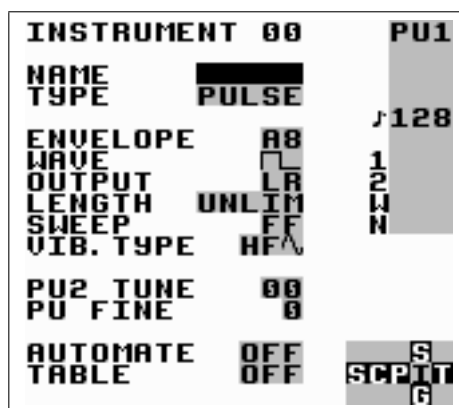 INSTRUMENT 00 PU1
NAME
TYPE PULSE
♪128
ENVELOPE A8
WAVE 1
OUTPUT LR 2
LENGTH UNLIM W
SWEEP FF N
VIB. TYPE HF
PU2 TUNE 00
PU FINE 0
AUTOMATE OFF S
TABLE OFF SCPIT
G